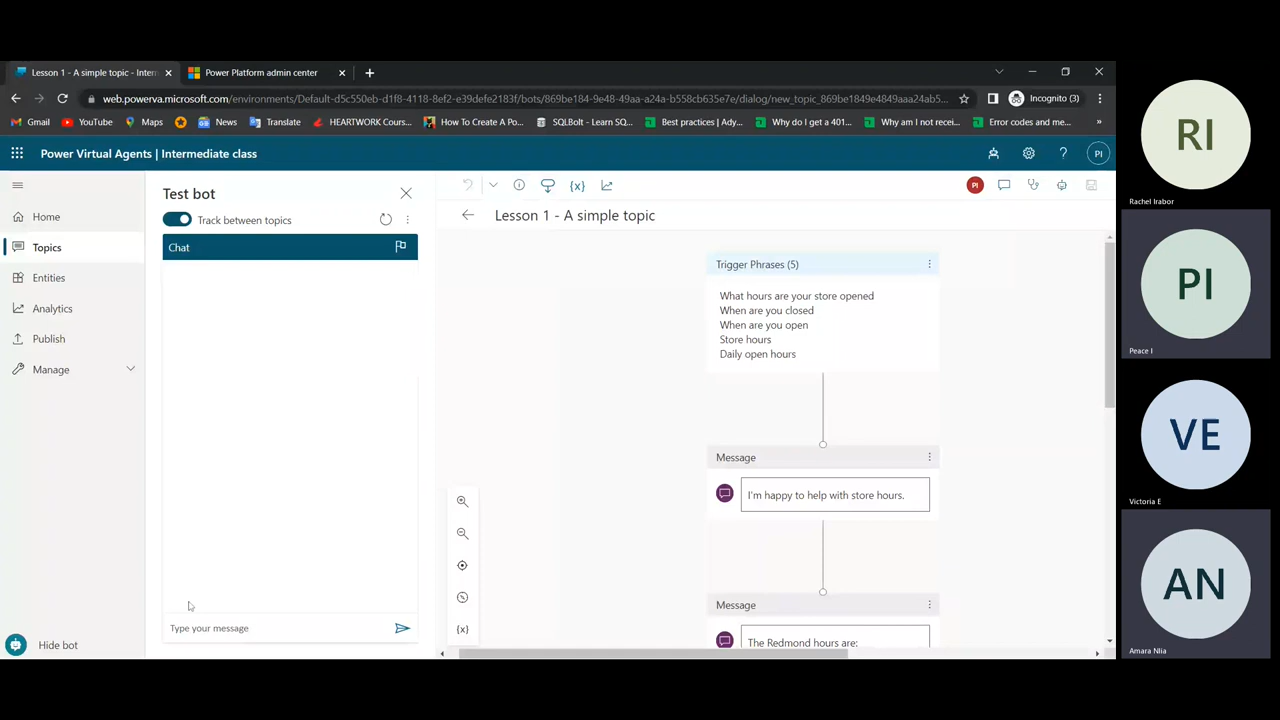 Lesson 1 - A simple topic - Intern
Power Platform admin center
web.powerva.microsoft.com/environments/Default-d5c550eb-d1f8-4118-8ef2-e39defe2183f/bots/869be184-9e48-49aa-a24a-b558cb635e7e/dialog/new_topic_869be1849e4849aaa24ab5...
Incognito (3)
Gmail
YouTube
Maps
News
Translate
HEARTWORK Cours...
How To Create A Po...
SQLBolt - Learn SQ...
Best practices | Ady...
Why do I get a 401...
Why am I not recei...
Error codes and me...
»
Power Virtual Agents | Intermediate class
PI
Home
Topics
Entities
Analytics
Publish
Manage
Hide bot
Test bot
Track between topics
Chat
Type your message
{x}
PI
Lesson 1 - A simple topic
Trigger Phrases (5)
What hours are your store opened
When are you closed
When are you open
Store hours
Daily open hours
Message
I'm happy to help with store hours.
Message
The Redmond hours are:
{x}
RI
Rachel Irabor
PI
Peace I
VE
Victoria E
AN
Amara Nlia